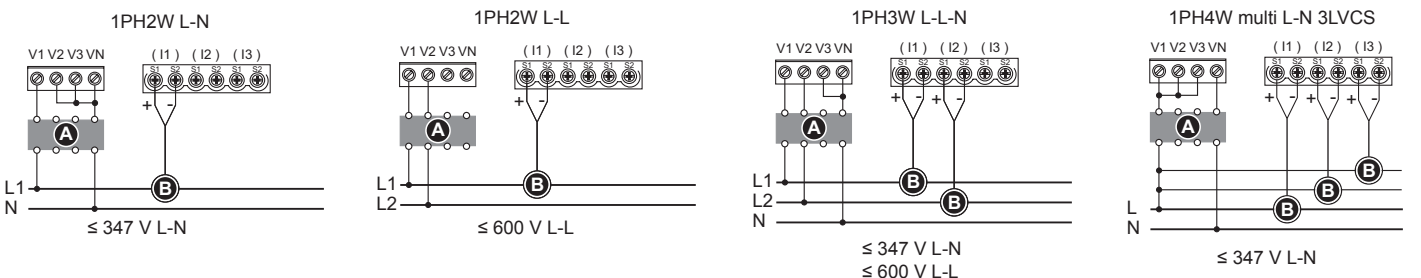 1PH2W L-N
V1 V2 V3 VN ( I1 ) ( I2 ) ( I3 )
S1 S2 S1 S2 S1 S2
+ -
A
L1 B
N
≤ 347 V L-N
1PH2W L-L
V1 V2 V3 VN ( I1 ) ( I2 ) ( I3 )
S1 S2 S1 S2 S1 S2
+ -
A
L1 B
L2
≤ 600 V L-L
1PH3W L-L-N
V1 V2 V3 VN ( I1 ) ( I2 ) ( I3 )
S1 S2 S1 S2 S1 S2
+ - + -
A
L1 B
L2 B
N
≤ 347 V L-N
≤ 600 V L-L
1PH4W multi L-N 3LVCS
V1 V2 V3 VN ( I1 ) ( I2 ) ( I3 )
S1 S2 S1 S2 S1 S2
+ - + - + -
A
B
B
L B
N
≤ 347 V L-N